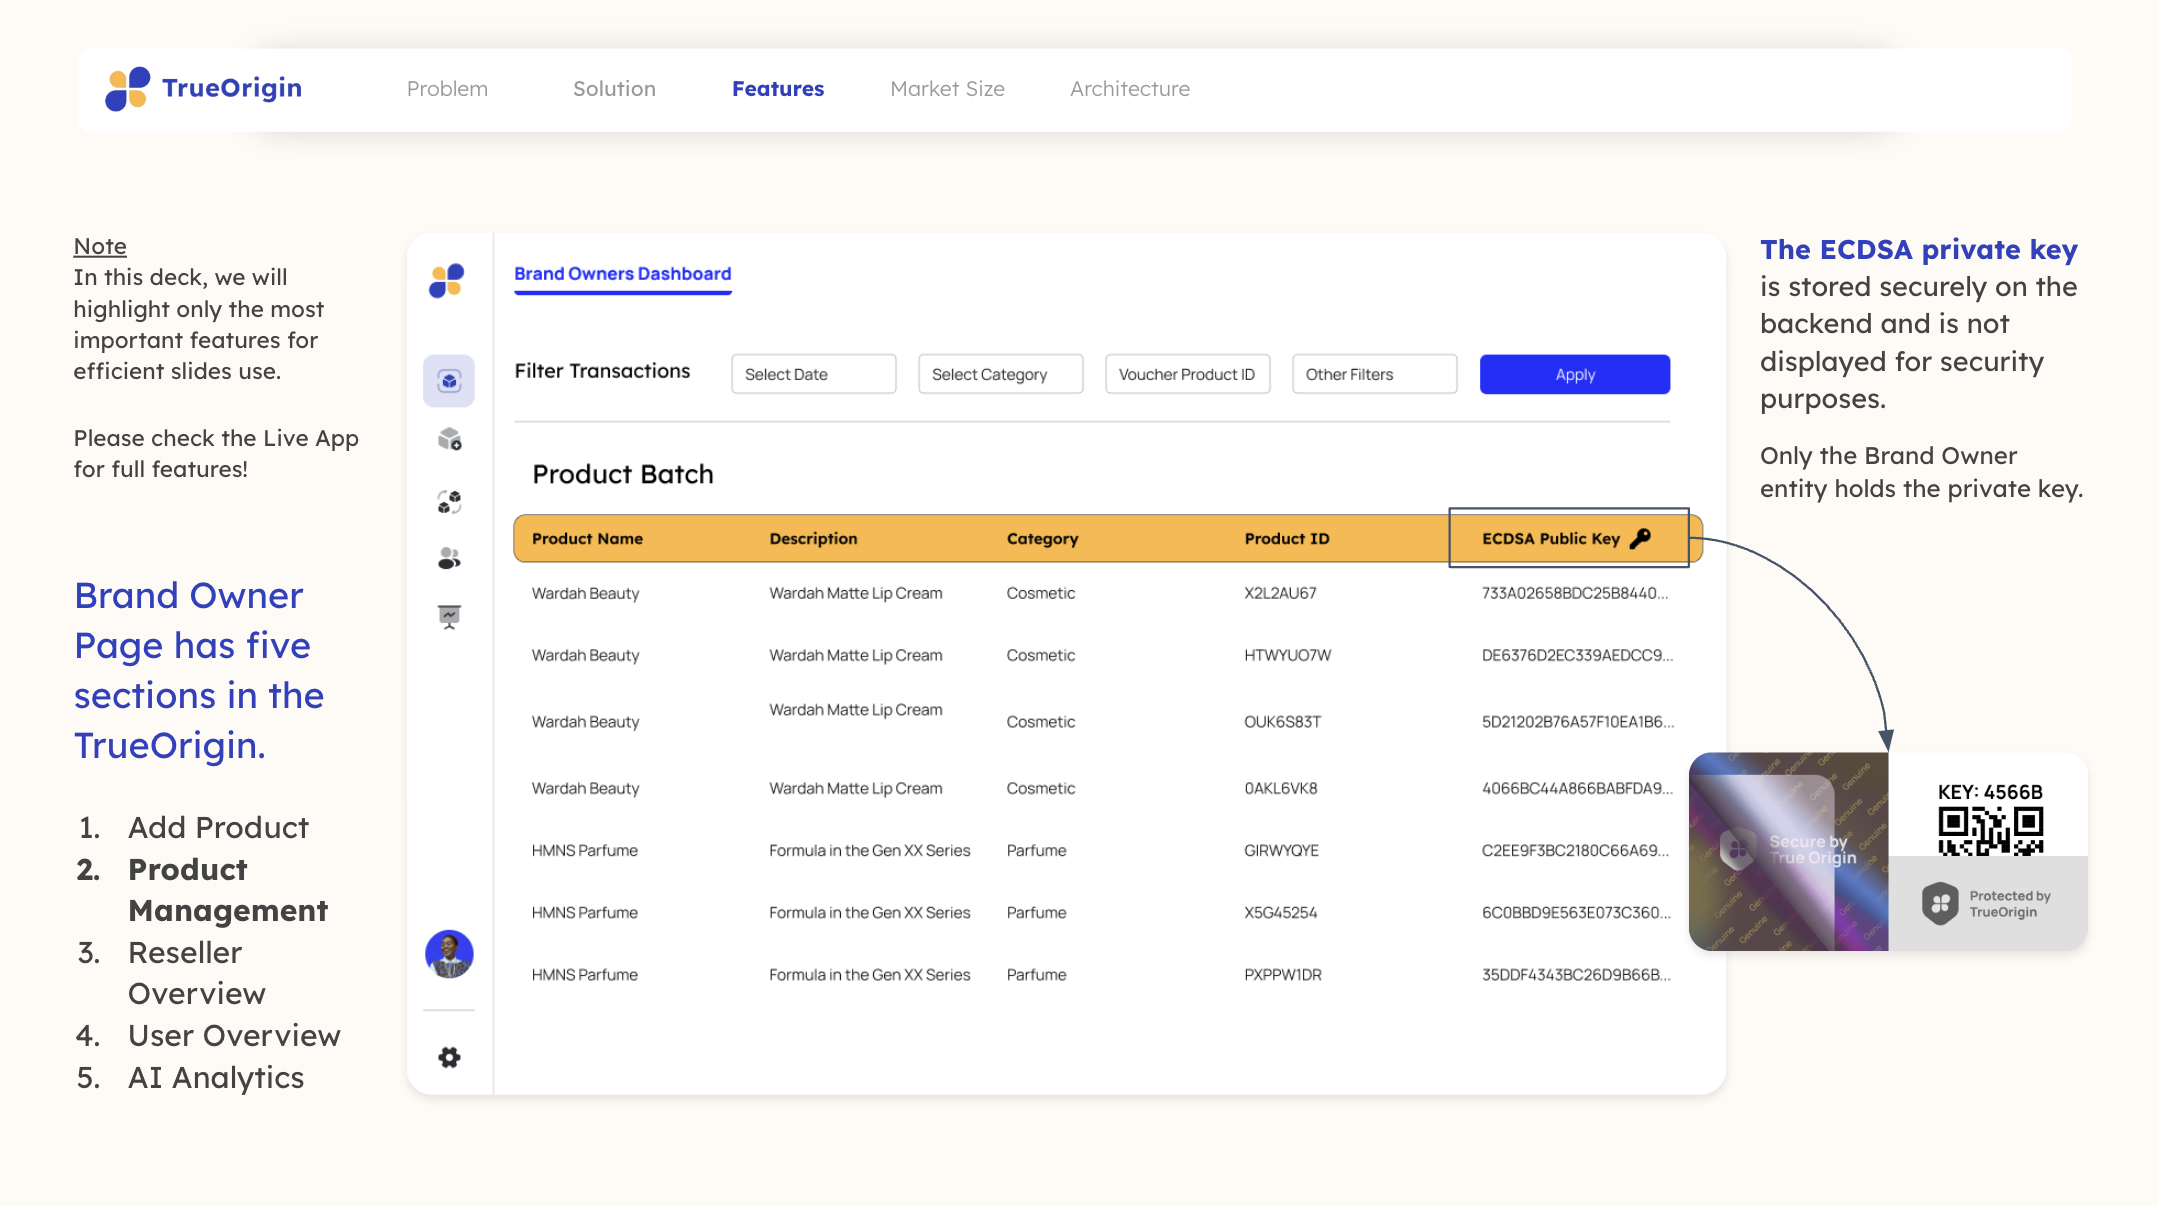 TrueOrigin
Problem
Solution
Features
Market Size
Architecture
Note
In this deck, we will
highlight only the most
important features for
efficient slides use.
Please check the Live App
for full features!
Brand Owner
Page has five
sections in the
TrueOrigin.
1. Add Product
2. Product
Management
3. Reseller
Overview
4. User Overview
5. AI Analytics
Brand Owners Dashboard
Filter Transactions
Select Date
Select Category
Voucher Product ID
Other Filters
Apply
Product Batch
Product Name Description Category Product ID ECDSA Public Key
Wardah Beauty Wardah Matte Lip Cream Cosmetic X2L2AU67 733A02658BDC25B8440...
Wardah Beauty Wardah Matte Lip Cream Cosmetic HTWYUO7W DE6376D2EC339AEDCC9...
Wardah Beauty Wardah Matte Lip Cream Cosmetic OUK6S83T 5D21202B76A57F10EA1B6...
Wardah Beauty Wardah Matte Lip Cream Cosmetic 0AKL6VK8 4066BC44A866BABFDA9...
HMNS Parfume Formula in the Gen XX Series Parfume GIRWYQYE C2EE9F3BC2180C66A69...
HMNS Parfume Formula in the Gen XX Series Parfume X5G45254 6C0BBD9E563E073C360...
HMNS Parfume Formula in the Gen XX Series Parfume PXPPW1DR 35DDF4343BC26D9B66B...
The ECDSA private key
is stored securely on the
backend and is not
displayed for security
purposes.
Only the Brand Owner
entity holds the private key.
Secure by
True Origin
Genuine
KEY: 4566B
Protected by
TrueOrigin